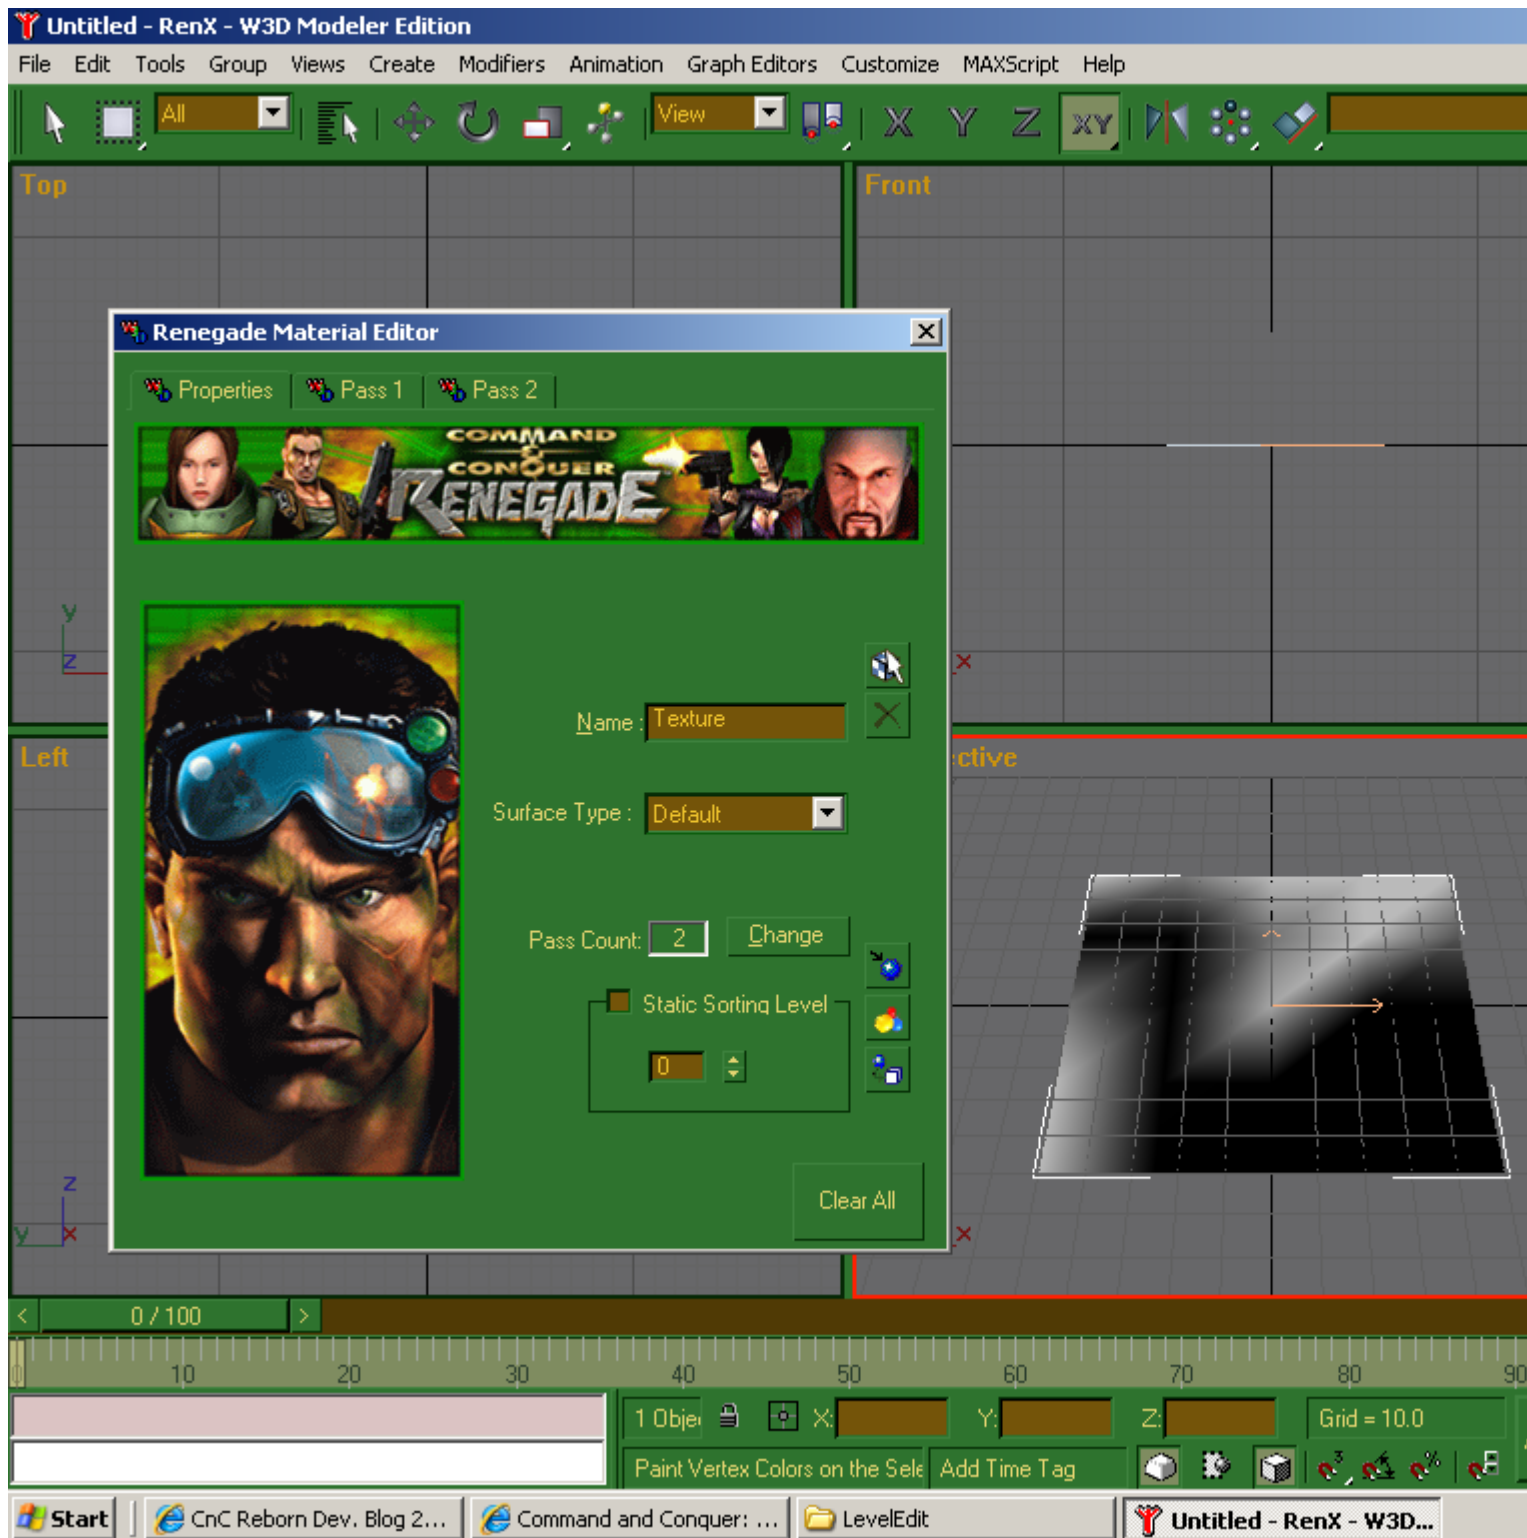 Untitled - RenX - W3D Modeler Edition
File Edit Tools Group Views Create Modifiers Animation Graph Editors Customize MAXScript Help
All View X Y Z XY
Top
Front
Renegade Material Editor
Properties Pass 1 Pass 2
COMMAND
&
CONQUER
RENEGADE
y
z
x
Name : Texture
Left
ctive
Surface Type : Default
Pass Count: 2 Change
Static Sorting Level
0
Clear All
z
y x
x
< 0 / 100 >
0 10 20 30 40 50 60 70 80 90
1 Obje X: Y: Z: Grid = 10.0
Paint Vertex Colors on the Sele Add Time Tag
Start CnC Reborn Dev. Blog 2... Command and Conquer: ... LevelEdit Untitled - RenX - W3D...